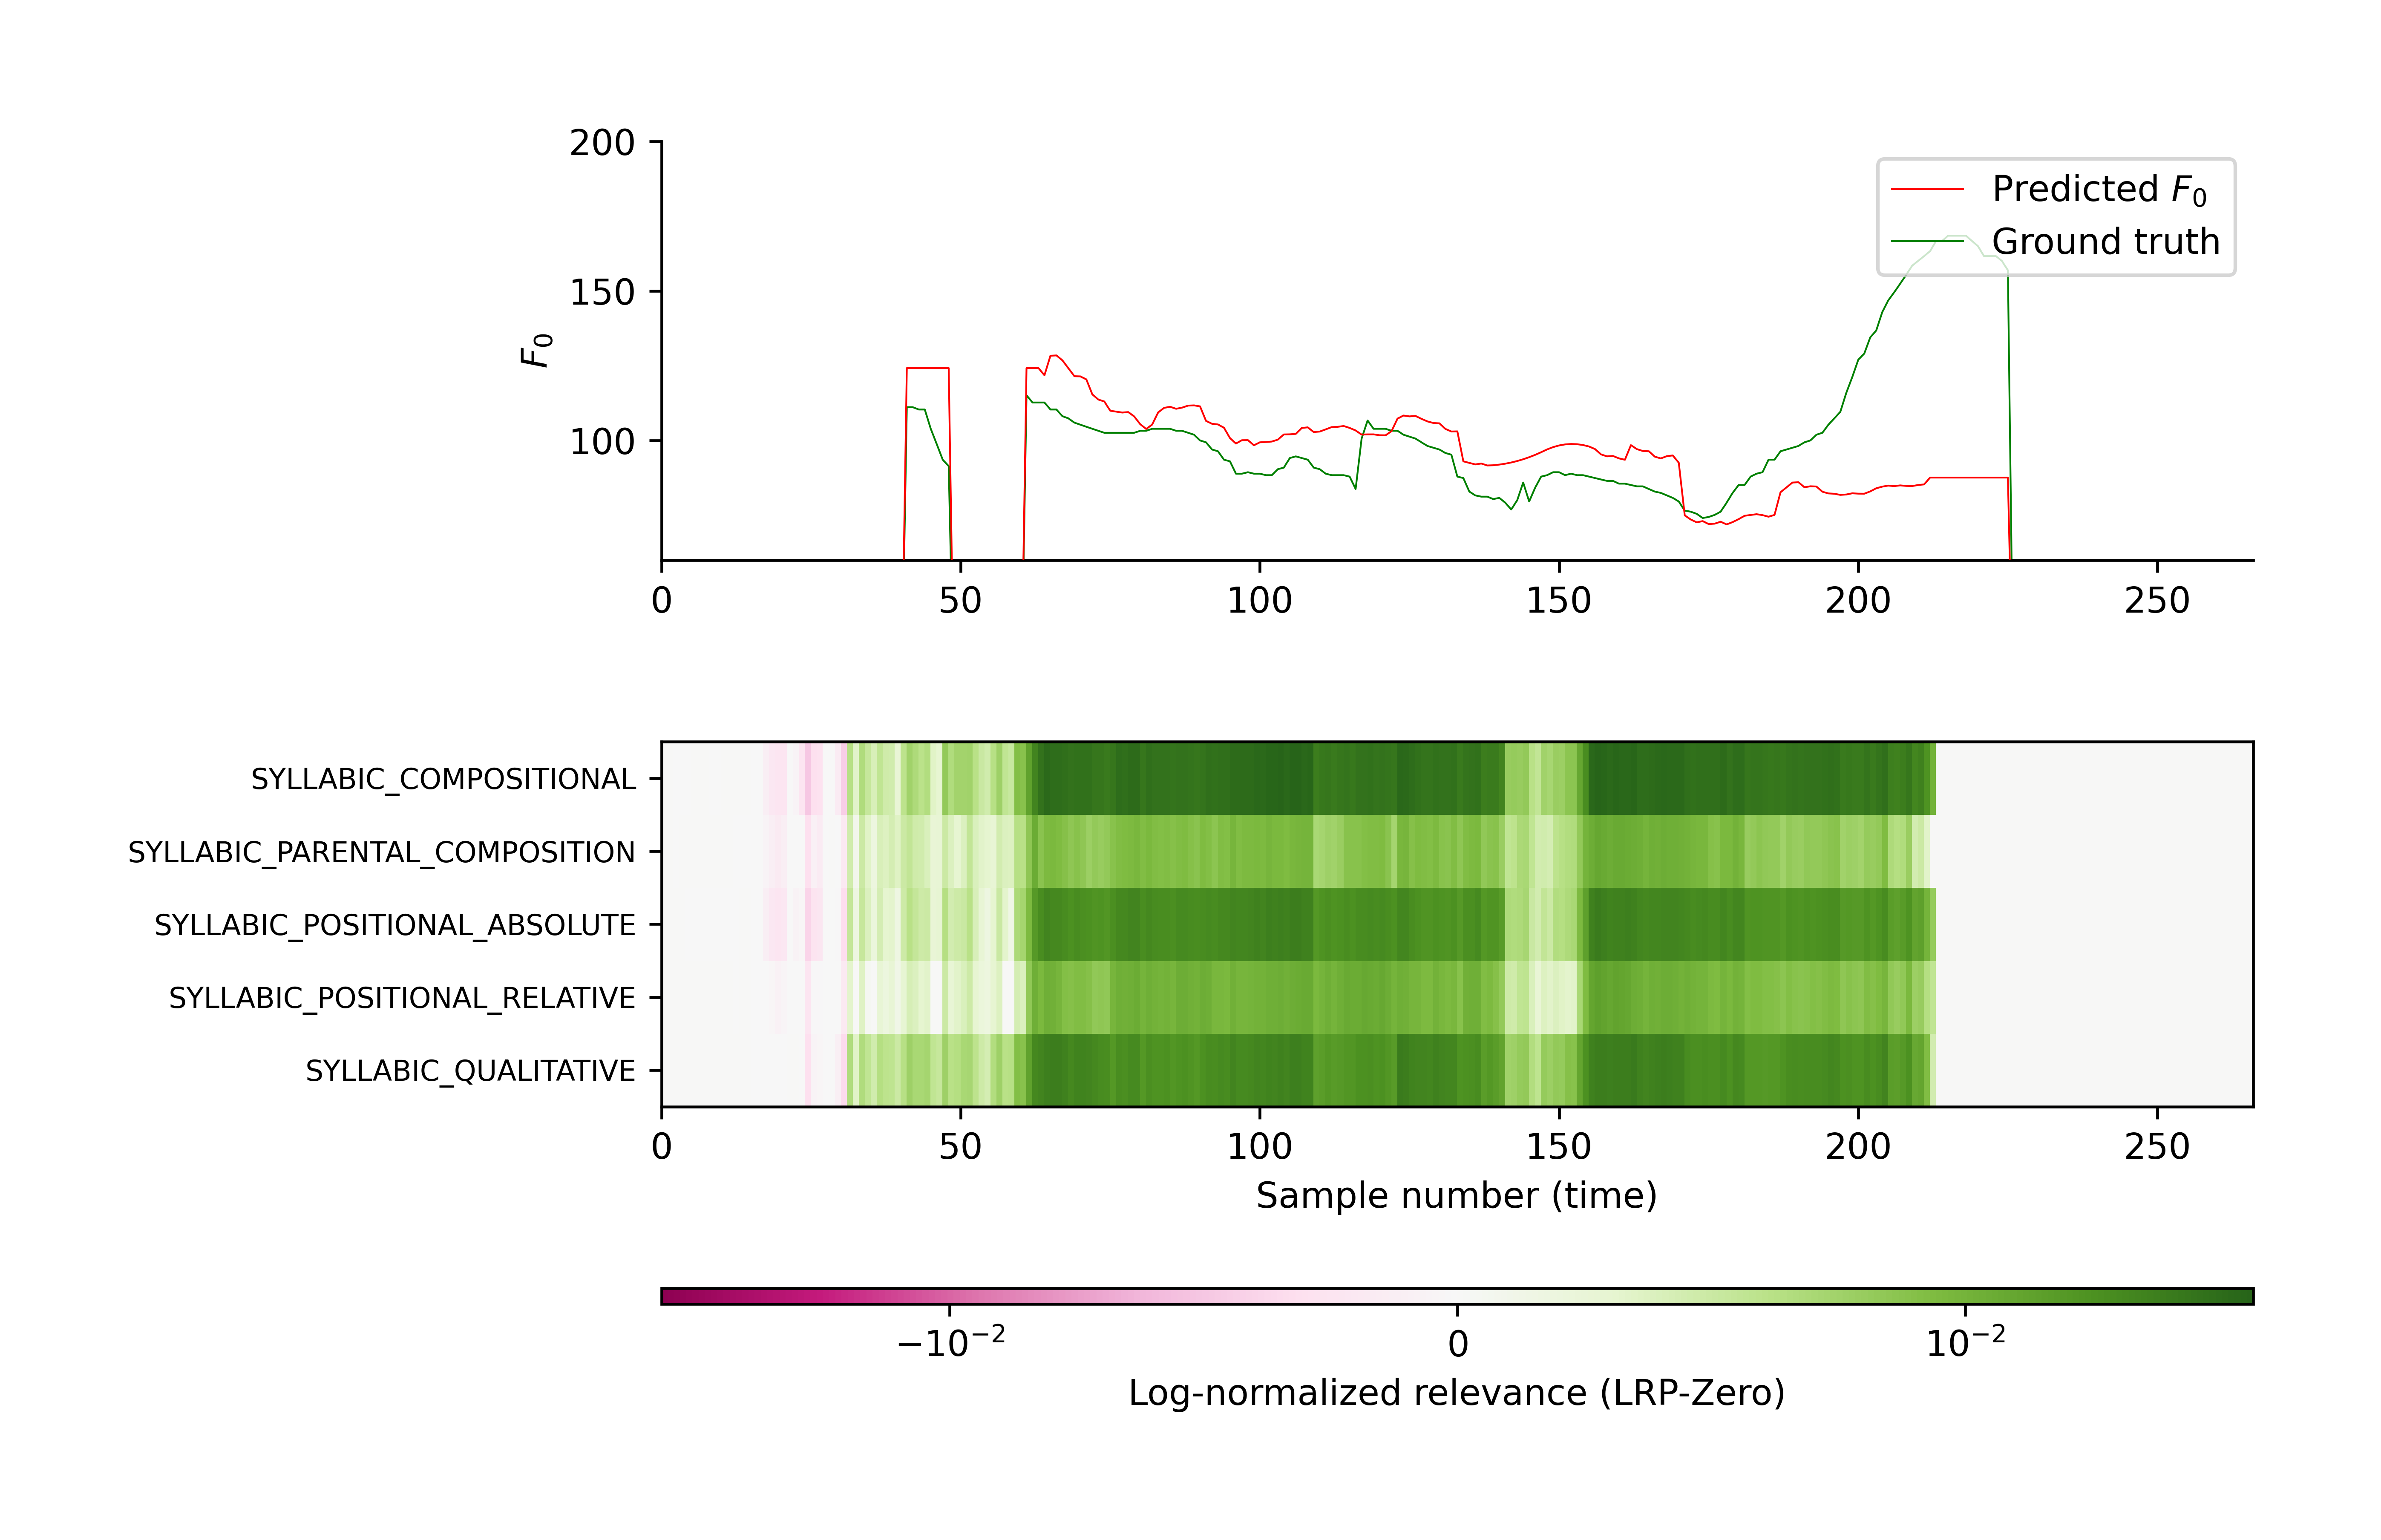 200
150
100
F0
Predicted F0
Ground truth
0 50 100 150 200 250
SYLLABIC_COMPOSITIONAL
SYLLABIC_PARENTAL_COMPOSITION
SYLLABIC_POSITIONAL_ABSOLUTE
SYLLABIC_POSITIONAL_RELATIVE
SYLLABIC_QUALITATIVE
0 50 100 150 200 250
Sample number (time)
−10⁻² 0 10⁻²
Log-normalized relevance (LRP-Zero)